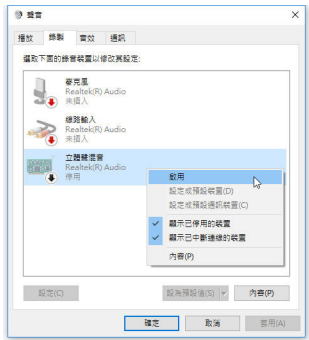 聲音
播放 錄製 音效 通訊
選取下面的錄音裝置以修改其設定:
麥克風
Realtek(R) Audio
未插入
線路輸入
Realtek(R) Audio
未插入
立體聲混音
Realtek(R) Audio
停用
啟用
設定成預設裝置(D)
設定成預設通訊裝置(C)
顯示已停用的裝置
顯示已中斷連線的裝置
內容(P)
設定(C) 設為預設值(S) 內容(P)
確定 取消 套用(A)